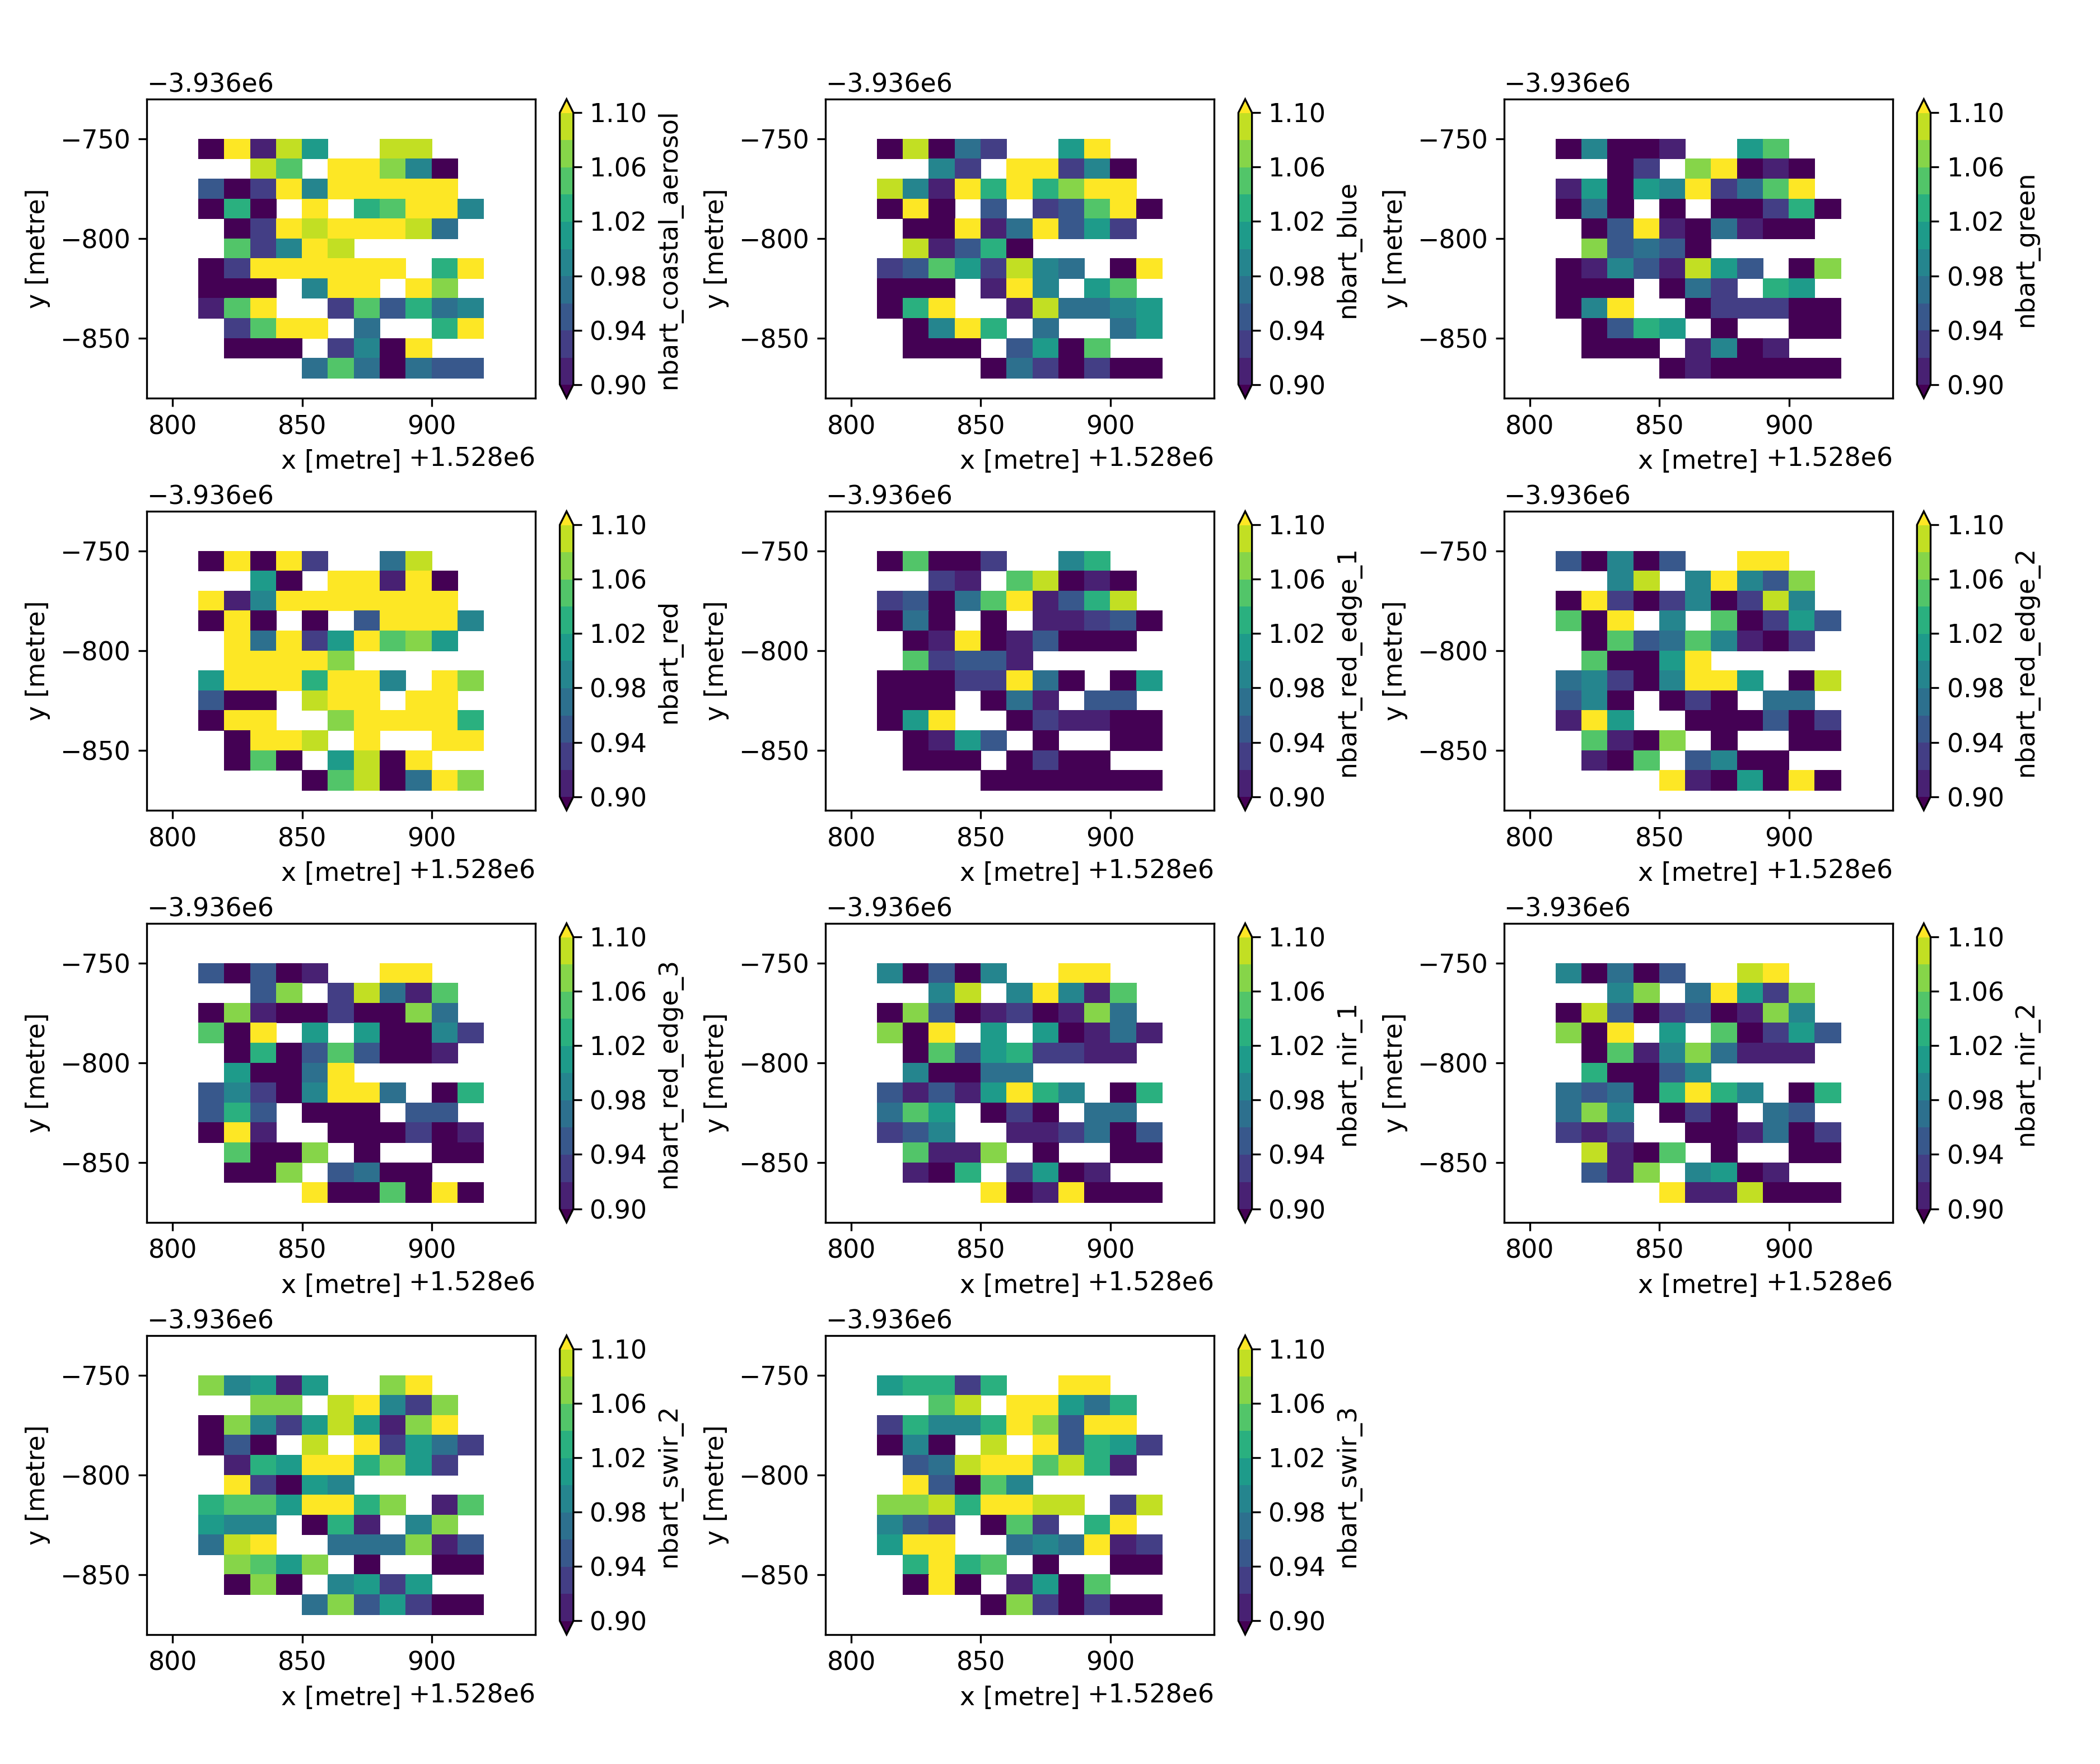 −3.936e6
−750
−800
−850
y [metre]
800 850 900
x [metre] +1.528e6
1.10
1.06
1.02
0.98
0.94
0.90
nbart_coastal_aerosol
−3.936e6
−750
−800
−850
y [metre]
800 850 900
x [metre] +1.528e6
1.10
1.06
1.02
0.98
0.94
0.90
nbart_blue
−3.936e6
−750
−800
−850
y [metre]
800 850 900
x [metre] +1.528e6
1.10
1.06
1.02
0.98
0.94
0.90
nbart_green
−3.936e6
−750
−800
−850
y [metre]
800 850 900
x [metre] +1.528e6
1.10
1.06
1.02
0.98
0.94
0.90
nbart_red
−3.936e6
−750
−800
−850
y [metre]
800 850 900
x [metre] +1.528e6
1.10
1.06
1.02
0.98
0.94
0.90
nbart_red_edge_1
−3.936e6
−750
−800
−850
y [metre]
800 850 900
x [metre] +1.528e6
1.10
1.06
1.02
0.98
0.94
0.90
nbart_red_edge_2
−3.936e6
−750
−800
−850
y [metre]
800 850 900
x [metre] +1.528e6
1.10
1.06
1.02
0.98
0.94
0.90
nbart_red_edge_3
−3.936e6
−750
−800
−850
y [metre]
800 850 900
x [metre] +1.528e6
1.10
1.06
1.02
0.98
0.94
0.90
nbart_nir_1
−3.936e6
−750
−800
−850
y [metre]
800 850 900
x [metre] +1.528e6
1.10
1.06
1.02
0.98
0.94
0.90
nbart_nir_2
−3.936e6
−750
−800
−850
y [metre]
800 850 900
x [metre] +1.528e6
1.10
1.06
1.02
0.98
0.94
0.90
nbart_swir_2
−3.936e6
−750
−800
−850
y [metre]
800 850 900
x [metre] +1.528e6
1.10
1.06
1.02
0.98
0.94
0.90
nbart_swir_3